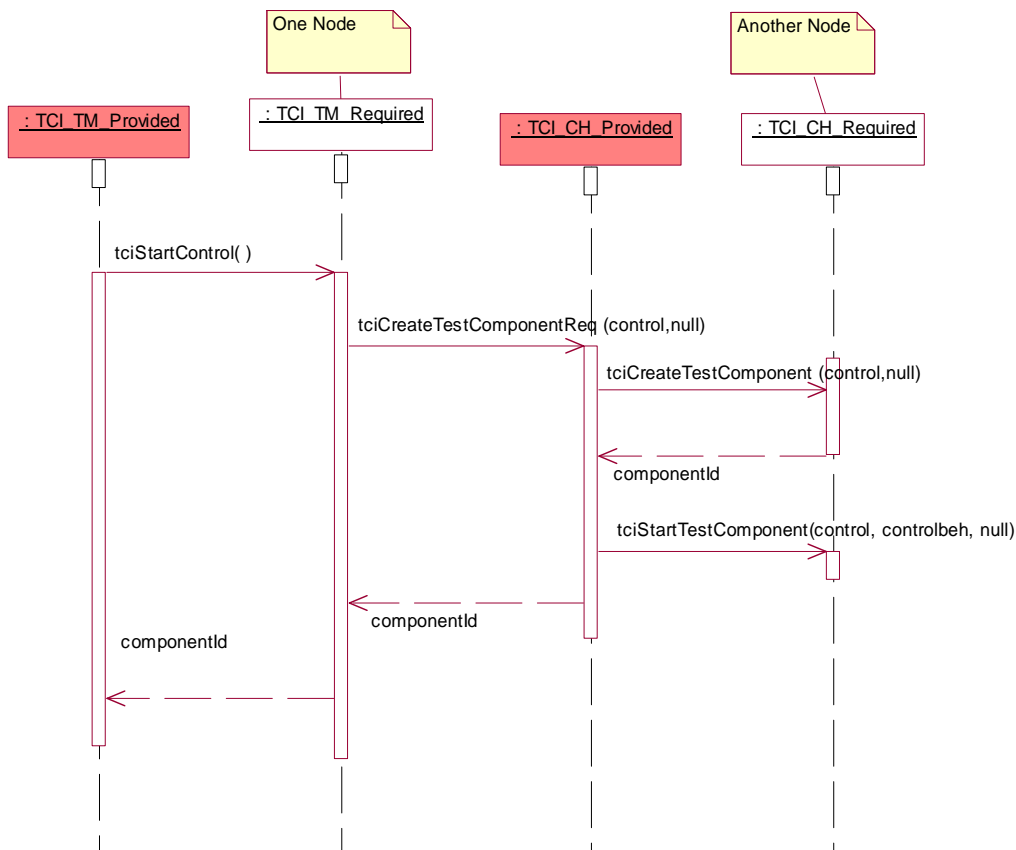 One Node
Another Node
: TCI_TM_Provided
: TCI_TM_Required
: TCI_CH_Provided
: TCI_CH_Required
tciStartControl( )
tciCreateTestComponentReq (control,null)
tciCreateTestComponent (control,null)
componentId
tciStartTestComponent(control, controlbeh, null)
componentId
componentId